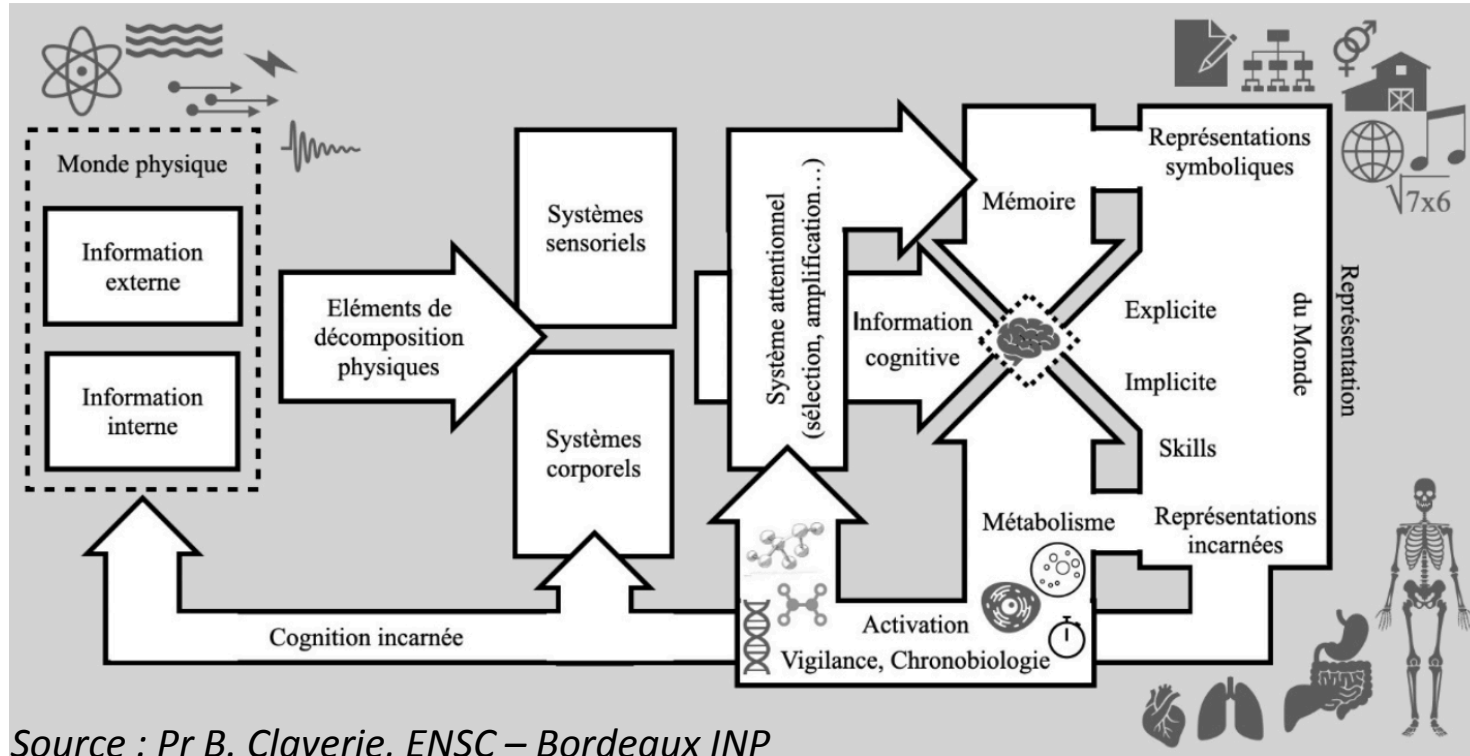 Monde physique
Information
externe
Information
interne
Eléments de
décomposition
physiques
Systèmes
sensoriels
Systèmes
corporels
Système attentionnel
(sélection, amplification…)
Information
cognitive
Mémoire
Représentations
symboliques
Explicite
Implicite
Skills
Représentation
du Monde
Métabolisme
Représentations
incarnées
Activation
Vigilance, Chronobiologie
Cognition incarnée
√7x6
Source : Pr B. Claverie, ENSC – Bordeaux INP